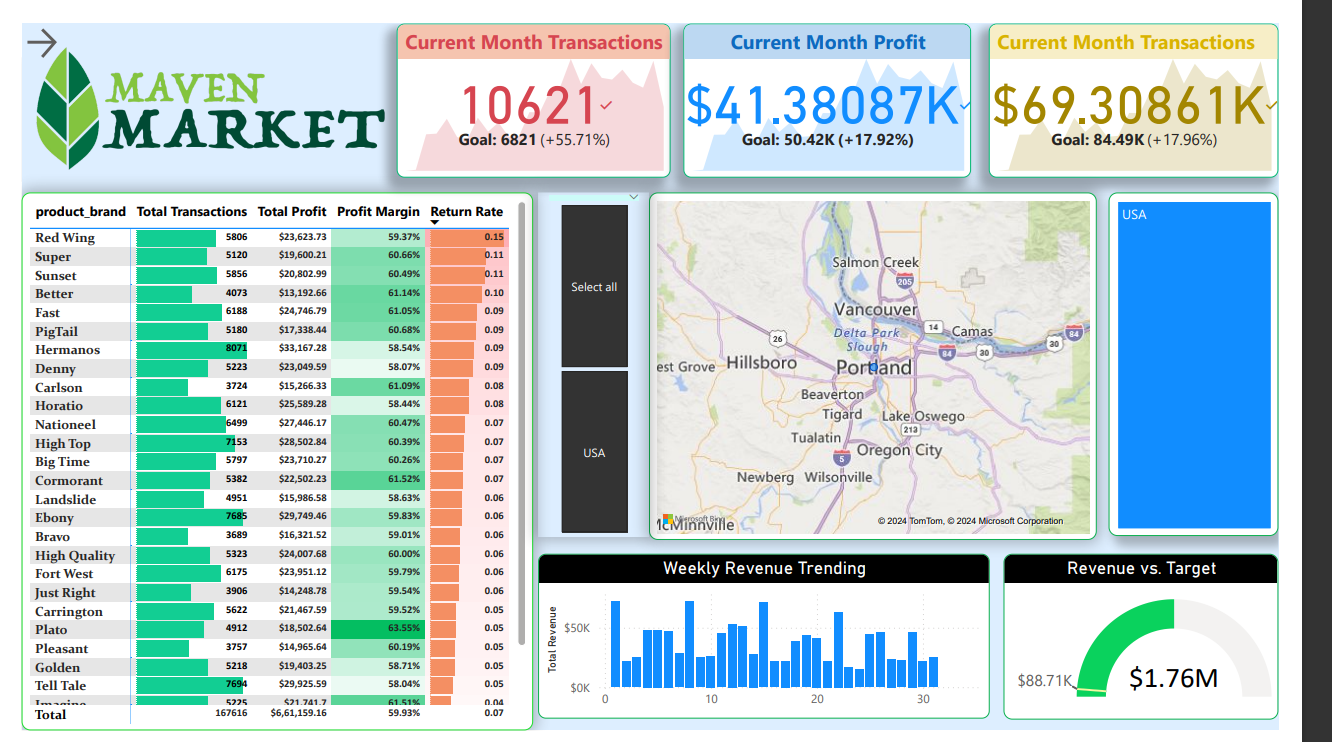 MAVEN
MARKET
Current Month Transactions
10621
Goal: 6821 (+55.71%)
Current Month Profit
$41.38087K
Goal: 50.42K (+17.92%)
Current Month Transactions
$69.30861K
Goal: 84.49K (+17.96%)
product_brand Total Transactions Total Profit Profit Margin Return Rate
Red Wing 5806 $23,623.73 59.37% 0.15
Super 5120 $19,600.21 60.66% 0.11
Sunset 5856 $20,802.99 60.49% 0.11
Better 4073 $13,192.66 61.14% 0.10
Fast 6188 $24,746.79 61.05% 0.09
PigTail 5180 $17,338.44 60.68% 0.09
Hermanos 8071 $33,167.28 58.54% 0.09
Denny 5223 $23,049.59 58.07% 0.09
Carlson 3724 $15,266.33 61.09% 0.08
Horatio 6121 $25,589.28 58.44% 0.08
Nationeel 6499 $27,446.17 60.47% 0.07
High Top 7153 $28,502.84 60.39% 0.07
Big Time 5797 $23,710.27 60.26% 0.07
Cormorant 5382 $22,502.23 61.52% 0.07
Landslide 4951 $15,986.58 58.63% 0.06
Ebony 7685 $29,749.46 59.83% 0.06
Bravo 3689 $16,321.52 59.01% 0.06
High Quality 5323 $24,007.68 60.00% 0.06
Fort West 6175 $23,951.12 59.79% 0.06
Just Right 3906 $14,248.78 59.54% 0.06
Carrington 5622 $21,467.59 59.52% 0.05
Plato 4912 $18,502.64 63.55% 0.05
Pleasant 3757 $14,965.64 60.19% 0.05
Golden 5218 $19,403.25 58.71% 0.05
Tell Tale 7694 $29,925.59 58.04% 0.05
Imagine 5225 $21,741.7 61.51% 0.04
Total 167616 $6,61,159.16 59.93% 0.07
Select all
USA
Salmon Creek
205
Vancouver
14
Camas
84
26
Delta Park
Slough
84
30
30
est Grove
Hillsboro
Portland
Beaverton
Tigard
Lake Oswego
213
Tualatin
5
Oregon City
Newberg
Wilsonville
McMinnville
Microsoft Bing
© 2024 TomTom, © 2024 Microsoft Corporation
USA
Weekly Revenue Trending
Total Revenue
$50K
$0K
0 10 20 30
Revenue vs. Target
$88.71K
$1.76M